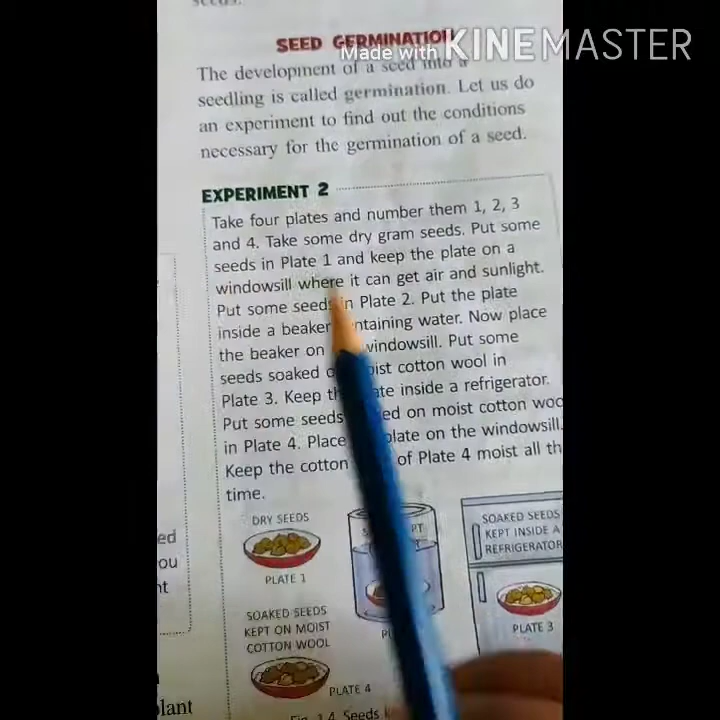 SEED GERMINATION
Made with KINEMASTER
The development of a seed into a
seedling is called germination. Let us do
an experiment to find out the conditions
necessary for the germination of a seed.
EXPERIMENT 2
Take four plates and number them 1, 2, 3
and 4. Take some dry gram seeds. Put some
seeds in Plate 1 and keep the plate on a
windowsill where it can get air and sunlight.
Put some seeds in Plate 2. Put the plate
inside a beaker containing water. Now place
the beaker on windowsill. Put some
seeds soaked moist cotton wool in
Plate 3. Keep inside a refrigerator.
Put some seeds on moist cotton woo
in Plate 4. Place plate on the windowsill.
Keep the cotton of Plate 4 moist all th
time.
DRY SEEDS
PLATE 1
SOAKED SEEDS
KEPT INSIDE A
REFRIGERATOR
PLATE 3
SOAKED SEEDS
KEPT ON MOIST
COTTON WOOL
PLATE 4
Seeds
ed
ou
nt
lant